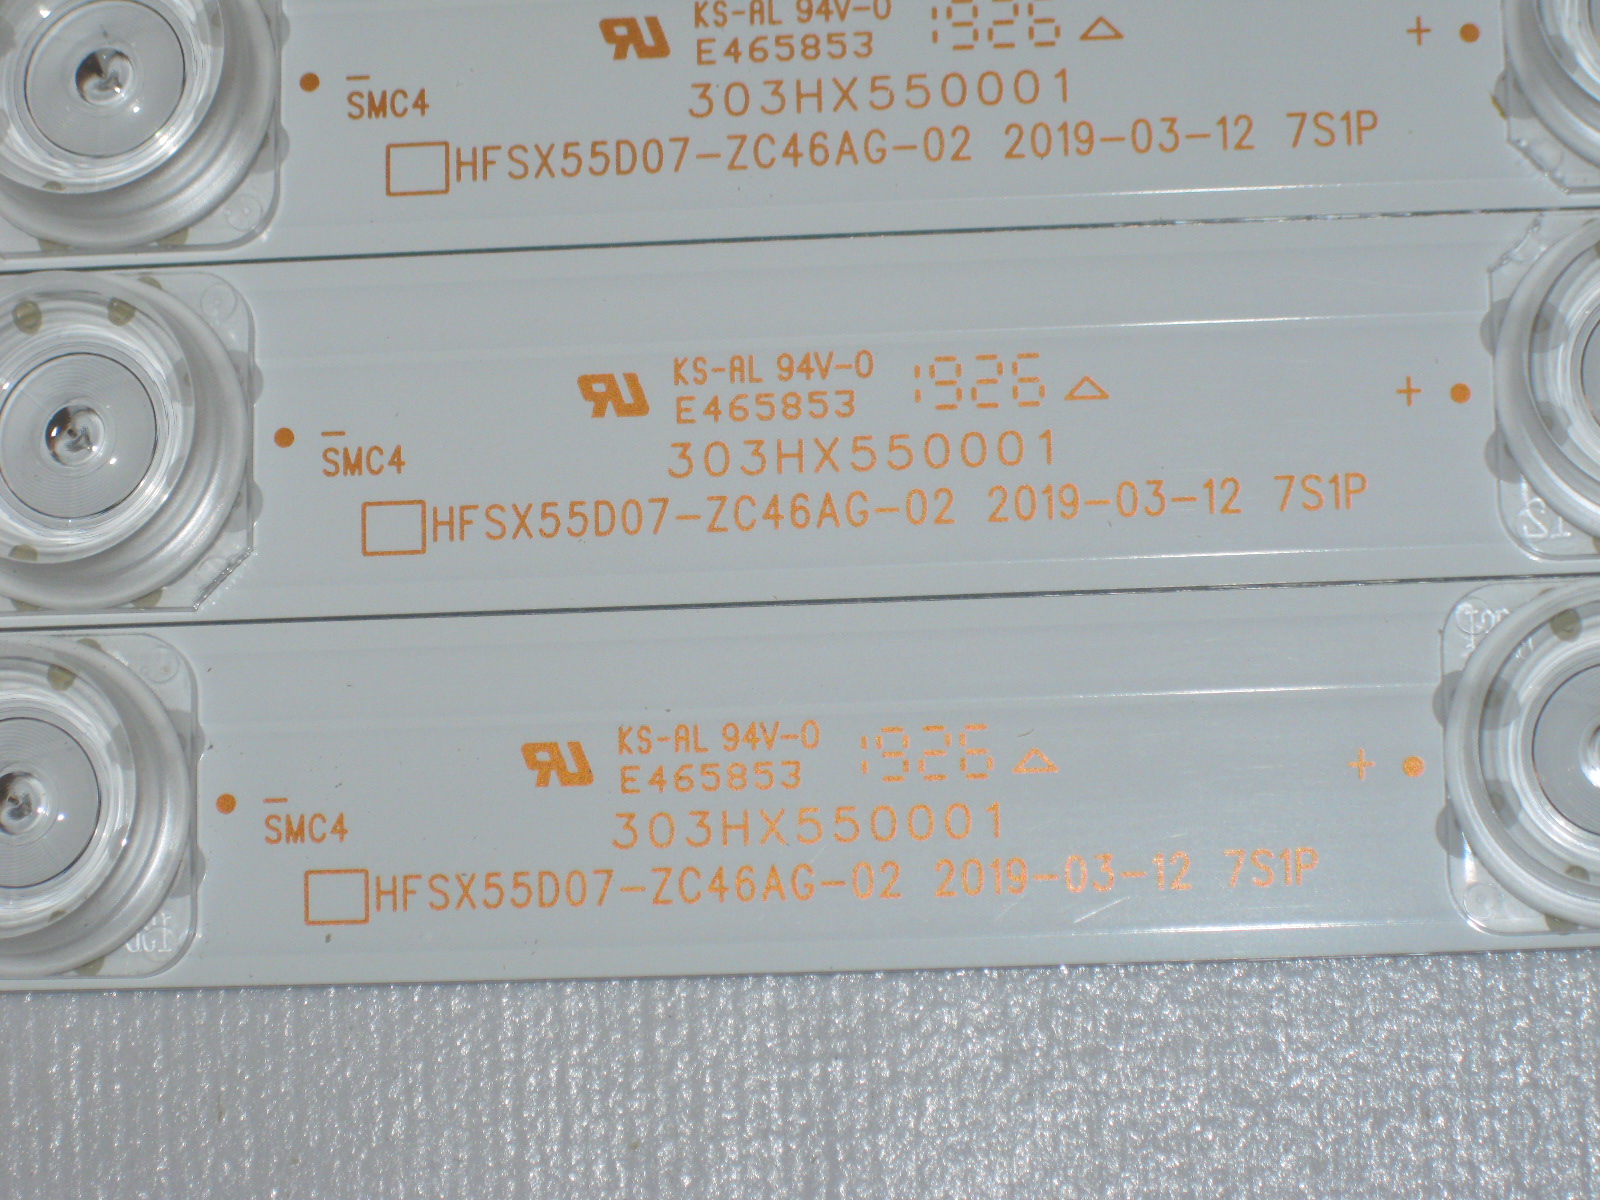 KS-AL 94V-0 1926
E465853
303HX550001
SMC4
HFSX55D07-ZC46AG-02 2019-03-12 7S1P
+
KS-AL 94V-0 1926
E465853
303HX550001
SMC4
HFSX55D07-ZC46AG-02 2019-03-12 7S1P
+
KS-AL 94V-0 1926
E465853
303HX550001
SMC4
HFSX55D07-ZC46AG-02 2019-03-12 7S1P
+